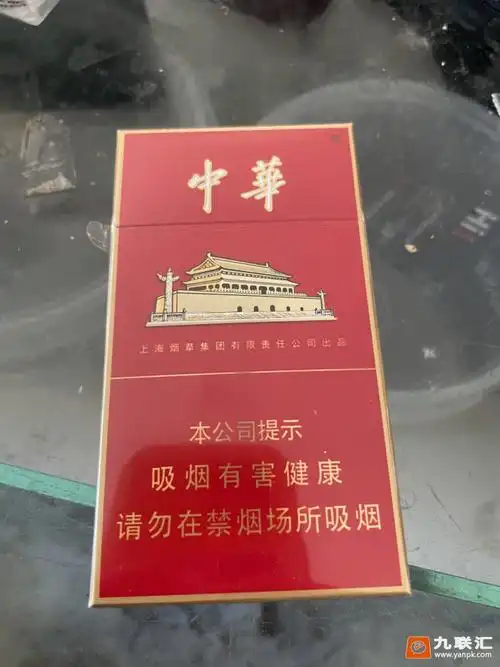 中華
上海烟草集团有限责任公司出品
本公司提示
吸烟有害健康
请勿在禁烟场所吸烟
九联汇
www.yanpk.com